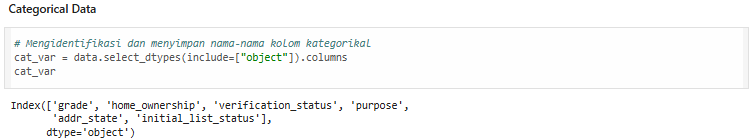 Categorical Data
# Mengidentifikasi dan menyimpan nama-nama kolom kategorikal
cat_var = data.select_dtypes(include=["object"]).columns
cat_var
Index(['grade', 'home_ownership', 'verification_status', 'purpose',
       'addr_state', 'initial_list_status'],
      dtype='object')